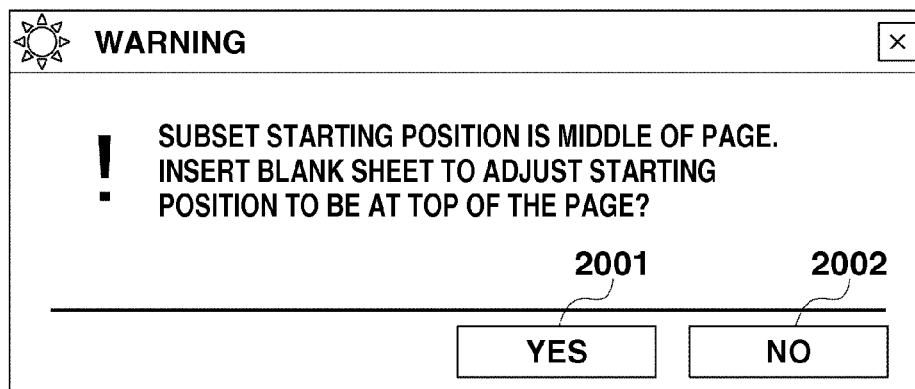 WARNING
×
! SUBSET STARTING POSITION IS MIDDLE OF PAGE.
INSERT BLANK SHEET TO ADJUST STARTING
POSITION TO BE AT TOP OF THE PAGE?
2001 2002
YES NO